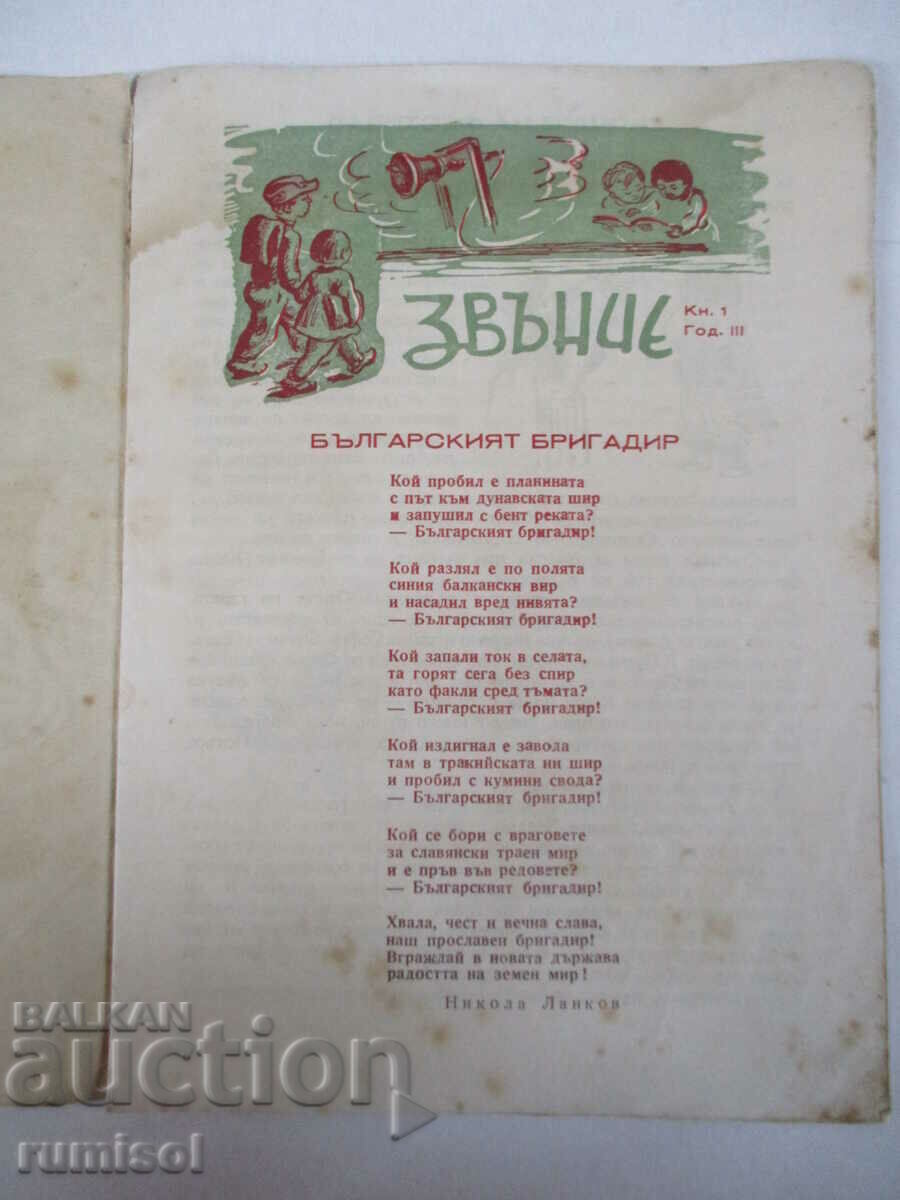 ЗВЪНЧЕ
Кн. 1
Год. III
БЪЛГАРСКИЯТ БРИГАДИР
Кой пробил е планината
с път към дунавската шир
и запушил с бент реката?
— Българският бригадир!
Кой разлял е по полята
синия балкански вир
и насадил вред нивята?
— Българският бригадир!
Кой запали ток в селата,
та горят сега без спир
като факли сред тъмата?
— Българският бригадир!
Кой издигнал е завода
там в тракийската ни шир
и пробил с кумини свода?
— Българският бригадир!
Кой се бори с враговете
за славянски траен мир
и е пръв във редовете?
— Българският бригадир!
Хвала, чест и вечна слава,
наш прославен бригадир!
Вграждай в новата държава
радостта на земен мир!
Никола Ланков
BALKAN
auction
rumisol